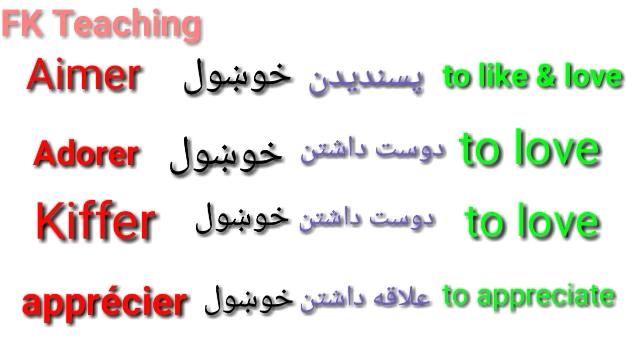 FK Teaching
Aimer خوښول پسندیدن to like & love
Adorer خوښول دوست داشتن to love
Kiffer خوښول دوست داشتن to love
apprécier خوښول علاقه داشتن to appreciate